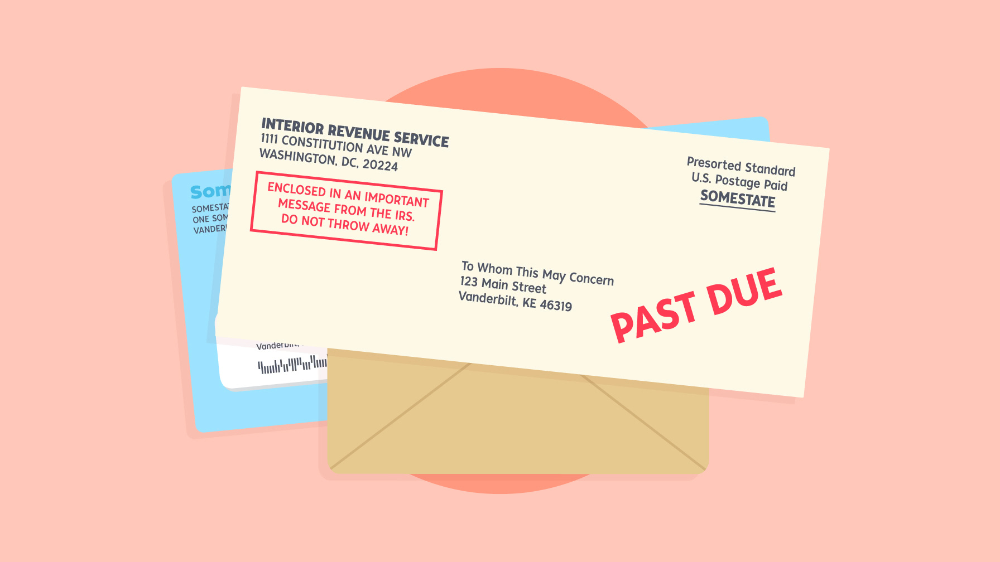 INTERIOR REVENUE SERVICE
1111 CONSTITUTION AVE NW
WASHINGTON, DC, 20224
ENCLOSED IN AN IMPORTANT
MESSAGE FROM THE IRS.
DO NOT THROW AWAY!
Presorted Standard
U.S. Postage Paid
SOMESTATE
To Whom This May Concern
123 Main Street
Vanderbilt, KE 46319
PAST DUE
Som
SOMESTA
ONE SOM
VANDER
Vanderbilt,